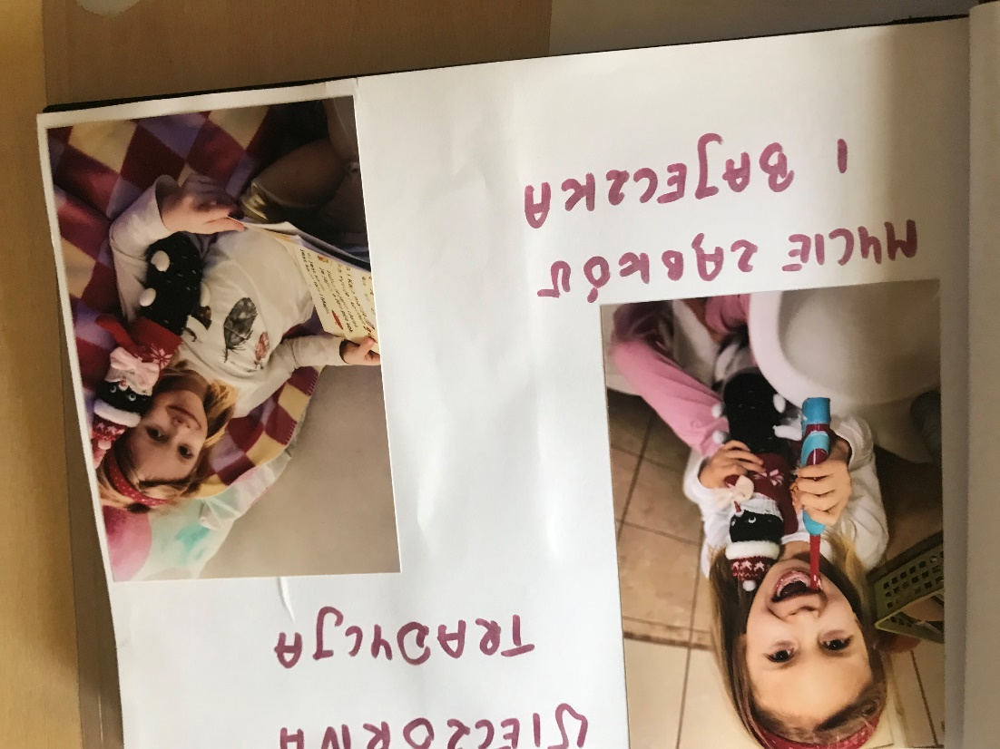 WIECZORNA
TRADYCJA
MYCIE ZĄBKÓW
I BAJECZKA